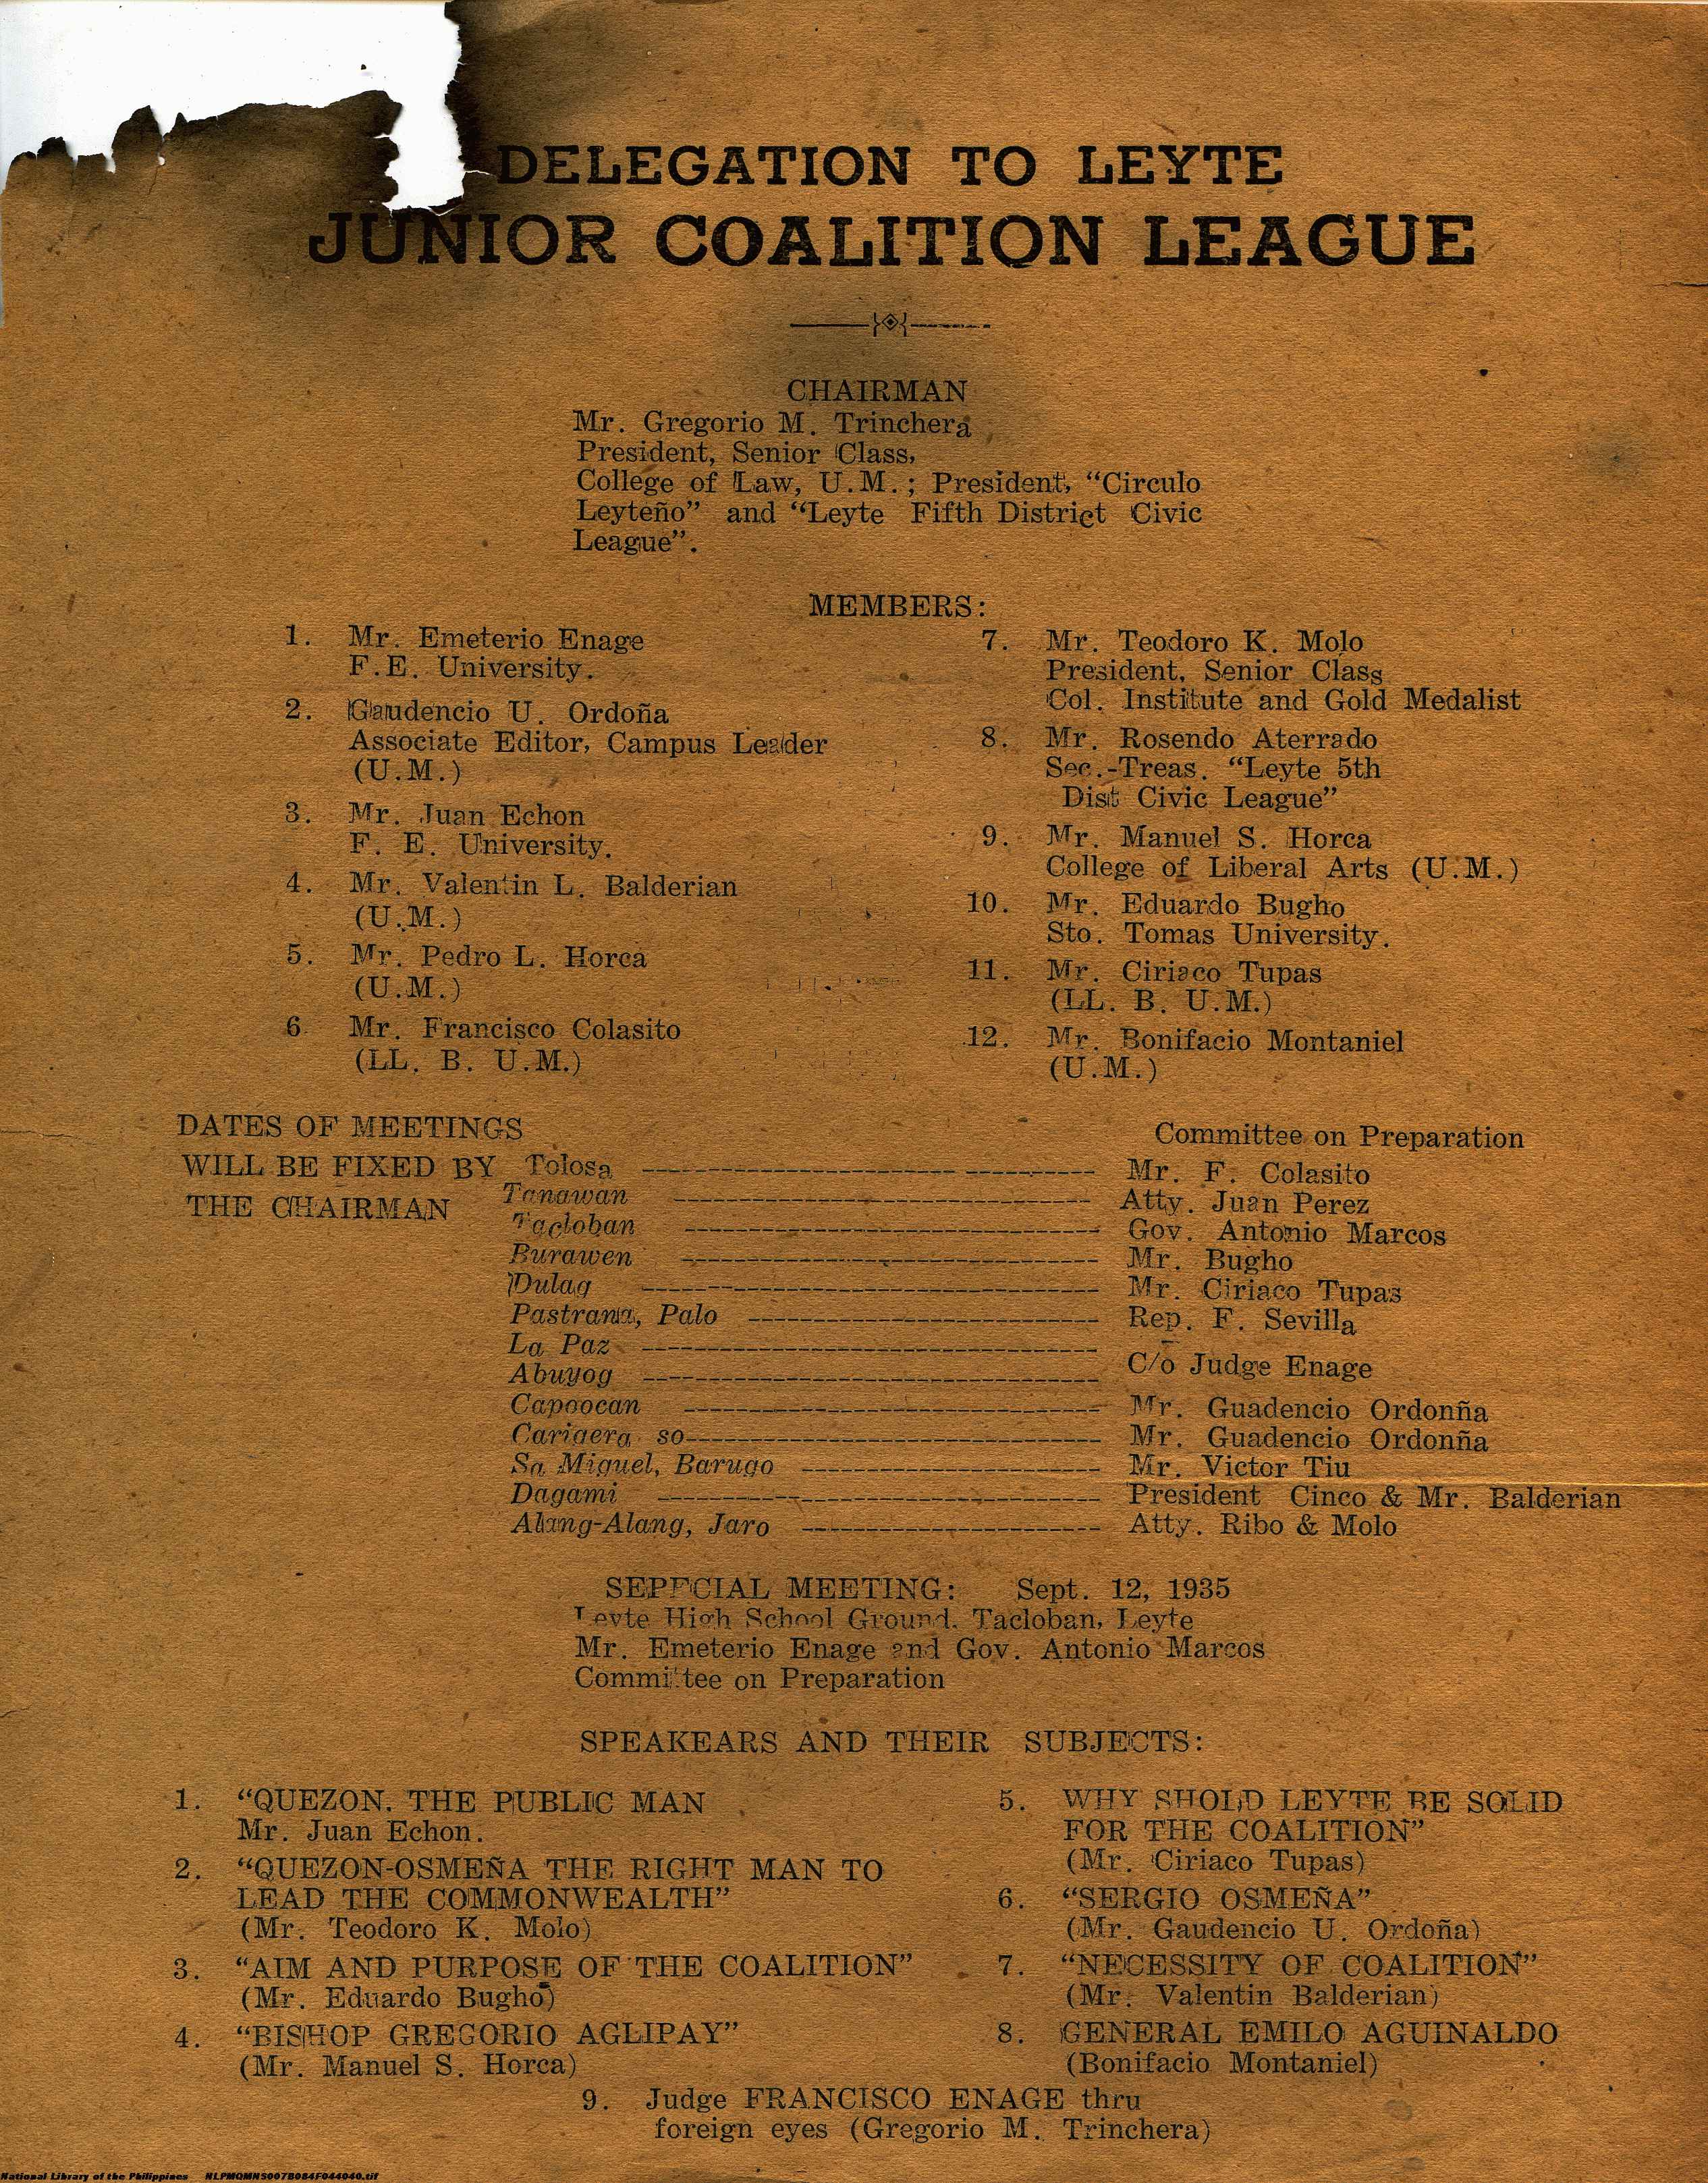 DELEGATION TO LEYTE
JUNIOR COALITION LEAGUE
CHAIRMAN
Mr. Gregorio M. Trinchera
President, Senior Class,
College of Law, U.M.; President, “Circulo
Leyteño” and “Leyte Fifth District Civic
League”.
MEMBERS:
1. Mr. Emeterio Enage
F.E. University.
2. Gaudencio U. Ordoña
Associate Editor, Campus Leader
(U.M.)
3. Mr. Juan Echon
F. E. University.
4. Mr. Valentin L. Balderian
(U.M.)
5. Mr. Pedro L. Horca
(U.M.)
6. Mr. Francisco Colasito
(LL. B. U.M.)
7. Mr. Teodoro K. Molo
President, Senior Class
Col. Institute and Gold Medalist
8. Mr. Rosendo Aterrado
Sec.-Treas. “Leyte 5th
Dist Civic League”
9. Mr. Manuel S. Horca
College of Liberal Arts (U.M.)
10. Mr. Eduardo Bugho
Sto. Tomas University.
11. Mr. Ciriaco Tupas
(LL. B. U.M.)
12. Mr. Bonifacio Montaniel
(U.M.)
DATES OF MEETINGS
WILL BE FIXED BY
THE CHAIRMAN
Committee on Preparation
Tolosa Mr. F. Colasito
Tanawan Atty. Juan Perez
Tacloban Gov. Antonio Marcos
Burawen Mr. Bugho
Dulag Mr. Ciriaco Tupas
Pastrana, Palo Rep. F. Sevilla
La Paz
Abuyog C/o Judge Enage
Capoocan Mr. Guadencio Ordonña
Carigera so Mr. Guadencio Ordonña
Sa Miguel, Barugo Mr. Victor Tiu
Dagami President Cinco & Mr. Balderian
Alang-Alang, Jaro Atty. Ribo & Molo
SEPECIAL MEETING: Sept. 12, 1935
Leyte High School Ground, Tacloban, Leyte
Mr. Emeterio Enage and Gov. Antonio Marcos
Committee on Preparation
SPEAKEARS AND THEIR SUBJECTS:
1. “QUEZON, THE PUBLIC MAN
Mr. Juan Echon.
2. “QUEZON-OSMEÑA THE RIGHT MAN TO
LEAD THE COMMONWEALTH”
(Mr. Teodoro K. Molo)
3. “AIM AND PURPOSE OF THE COALITION”
(Mr. Eduardo Bugho)
4. “BISHOP GREGORIO AGLIPAY”
(Mr. Manuel S. Horca)
5. WHY SHOLD LEYTE BE SOLID
FOR THE COALITION”
(Mr. Ciriaco Tupas)
6. “SERGIO OSMEÑA”
(Mr. Gaudencio U. Ordoña)
7. “NECESSITY OF COALITION”
(Mr. Valentin Balderian)
8. GENERAL EMILO AGUINALDO
(Bonifacio Montaniel)
9. Judge FRANCISCO ENAGE thru
foreign eyes (Gregorio M. Trinchera)
National Library of the Philippines NLPMQMNS007B084F044040.tif